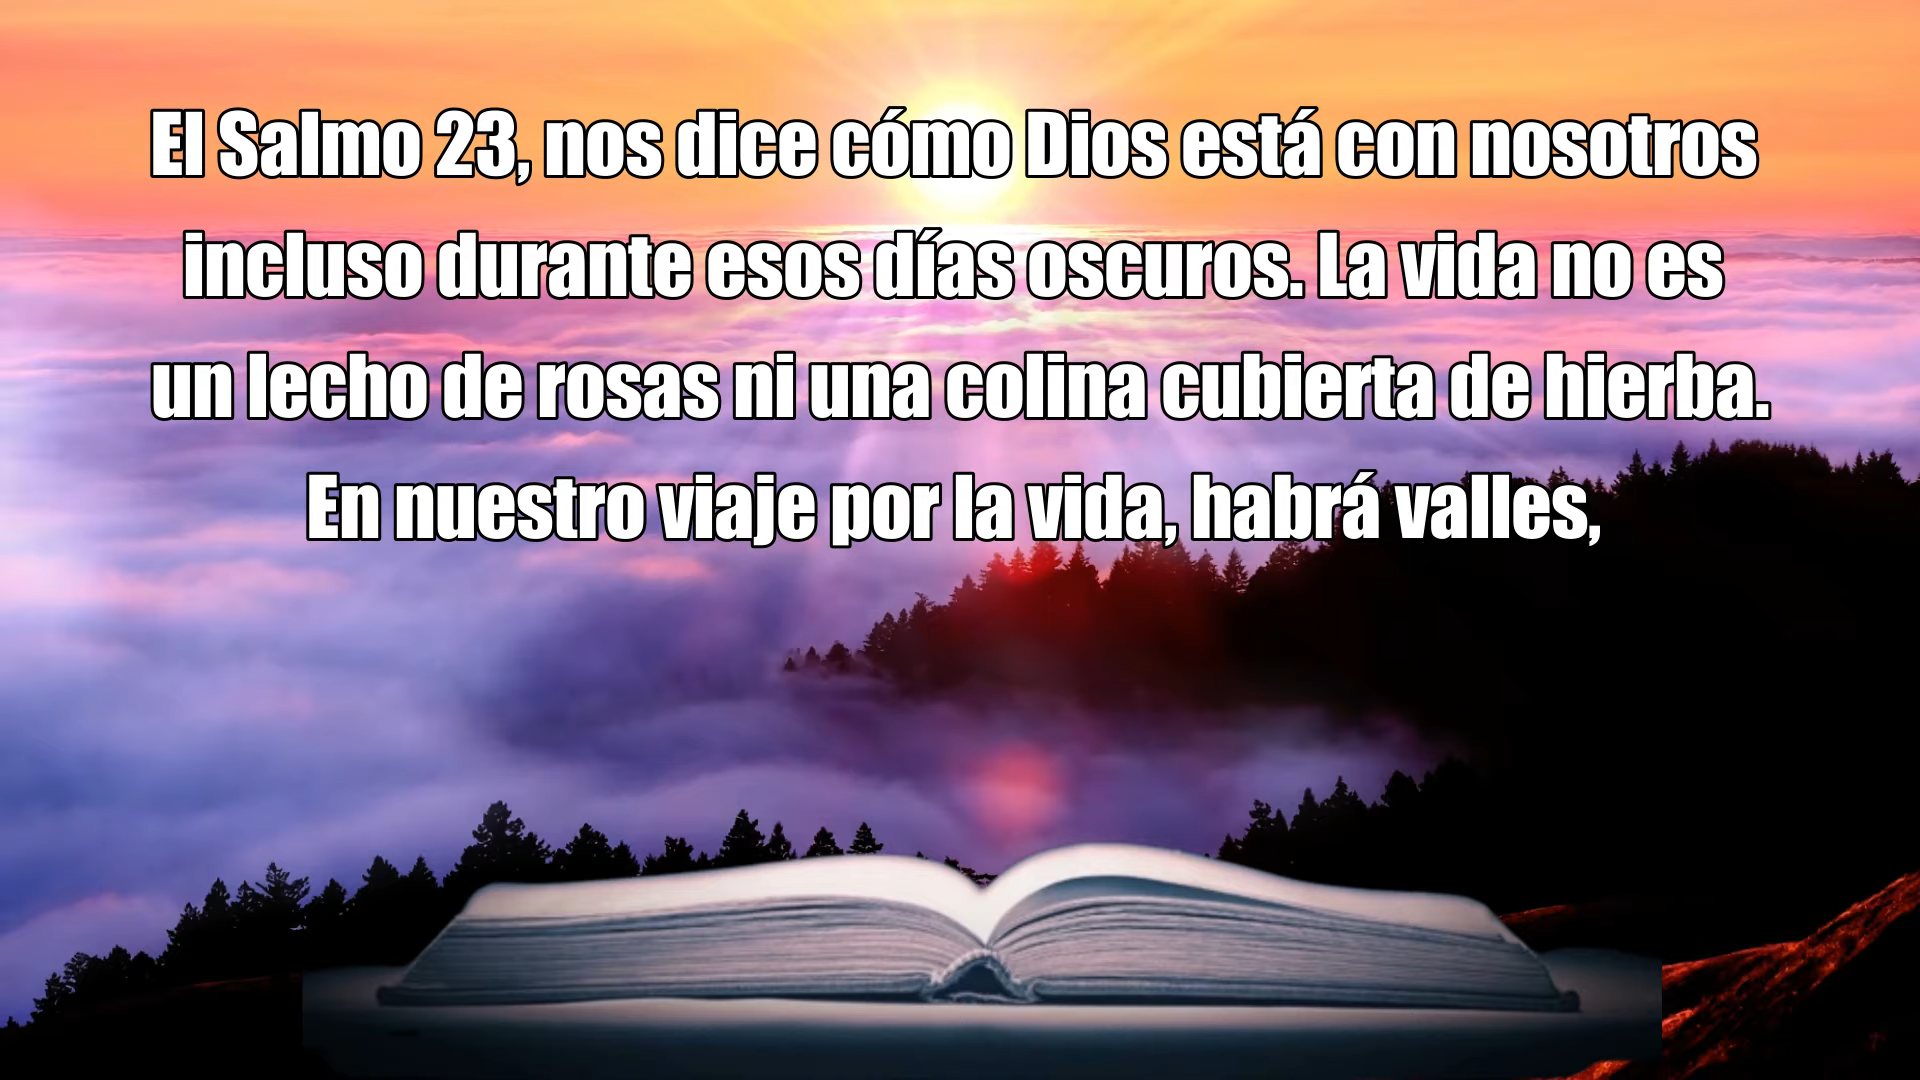 El Salmo 23, nos dice cómo Dios está con nosotros
incluso durante esos días oscuros. La vida no es
un lecho de rosas ni una colina cubierta de hierba.
En nuestro viaje por la vida, habrá valles,